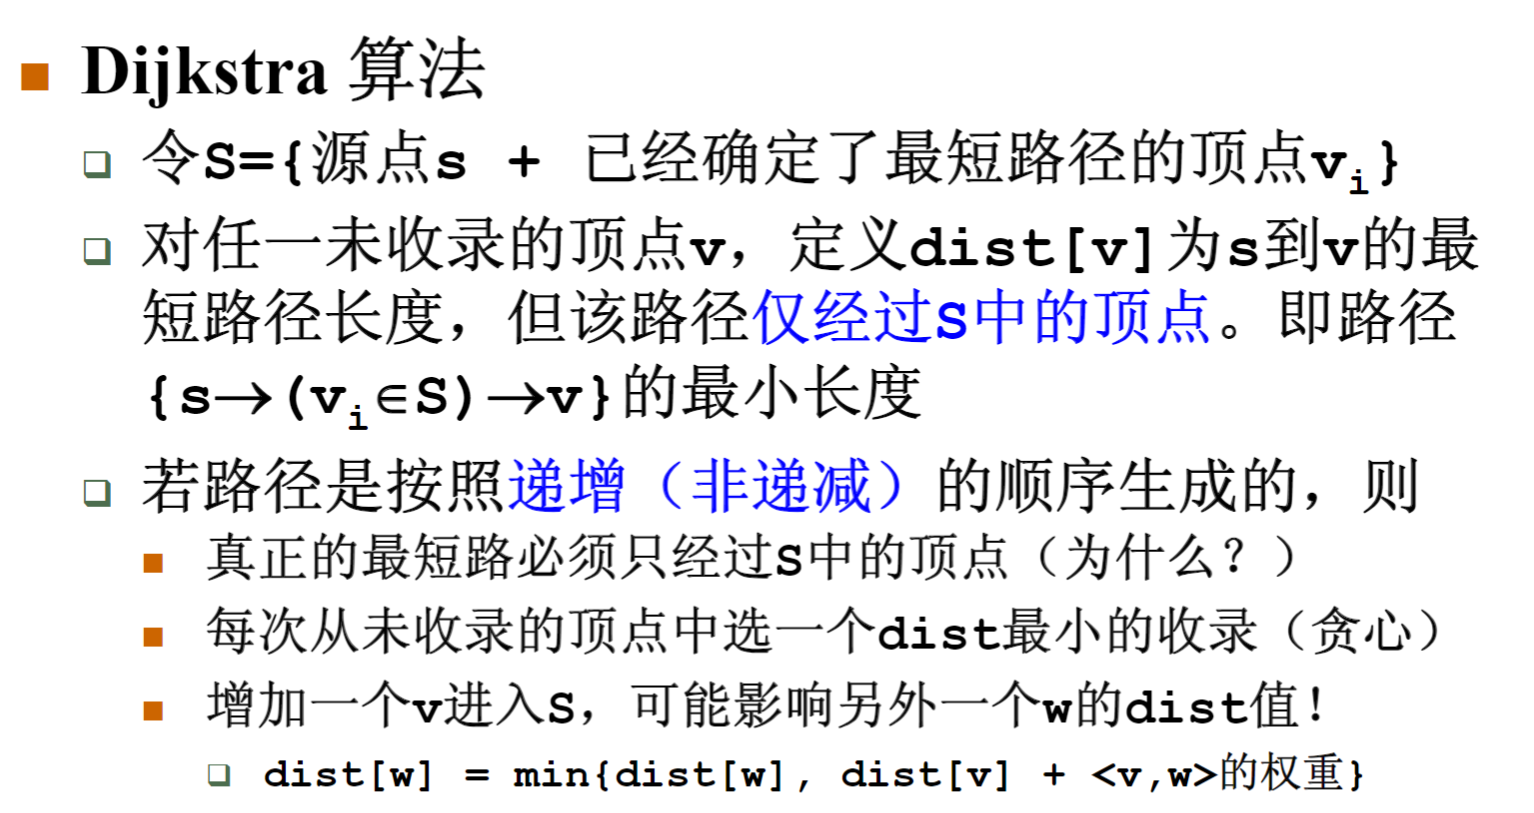 Dijkstra 算法
令S={源点s + 已经确定了最短路径的顶点vi}
对任一未收录的顶点v，定义dist[v]为s到v的最
短路径长度，但该路径仅经过S中的顶点。即路径
{s→(vi∈S)→v}的最小长度
若路径是按照递增（非递减）的顺序生成的，则
真正的最短路必须只经过S中的顶点（为什么？）
每次从未收录的顶点中选一个dist最小的收录（贪心）
增加一个v进入S，可能影响另外一个w的dist值！
dist[w] = min{dist[w], dist[v] + <v,w>的权重}